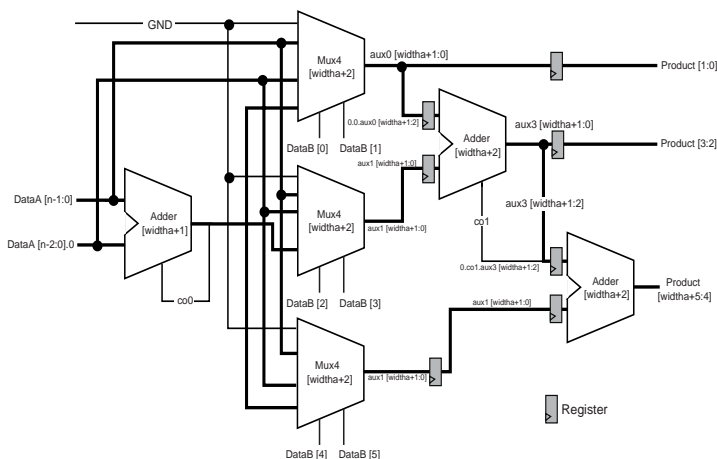 GND
Mux4
[widtha+2]
aux0 [widtha+1:0]
Product [1:0]
0.0.aux0 [widtha+1:2]
DataB [0]
DataB [1]
Adder
[widtha+2]
aux3 [widtha+1:0]
Product [3:2]
aux1 [widtha+1:0]
DataA [n-1:0]
Adder
[widtha+1]
DataA [n-2:0].0
co0
Mux4
[widtha+2]
aux1 [widtha+1:0]
co1
aux3 [widtha+1:2]
0.co1.aux3 [widtha+1:2]
DataB [2]
DataB [3]
Adder
[widtha+2]
Product
[widtha+5:4]
aux1 [widtha+1:0]
Mux4
[widtha+2]
aux1 [widtha+1:0]
DataB [4]
DataB [5]
Register